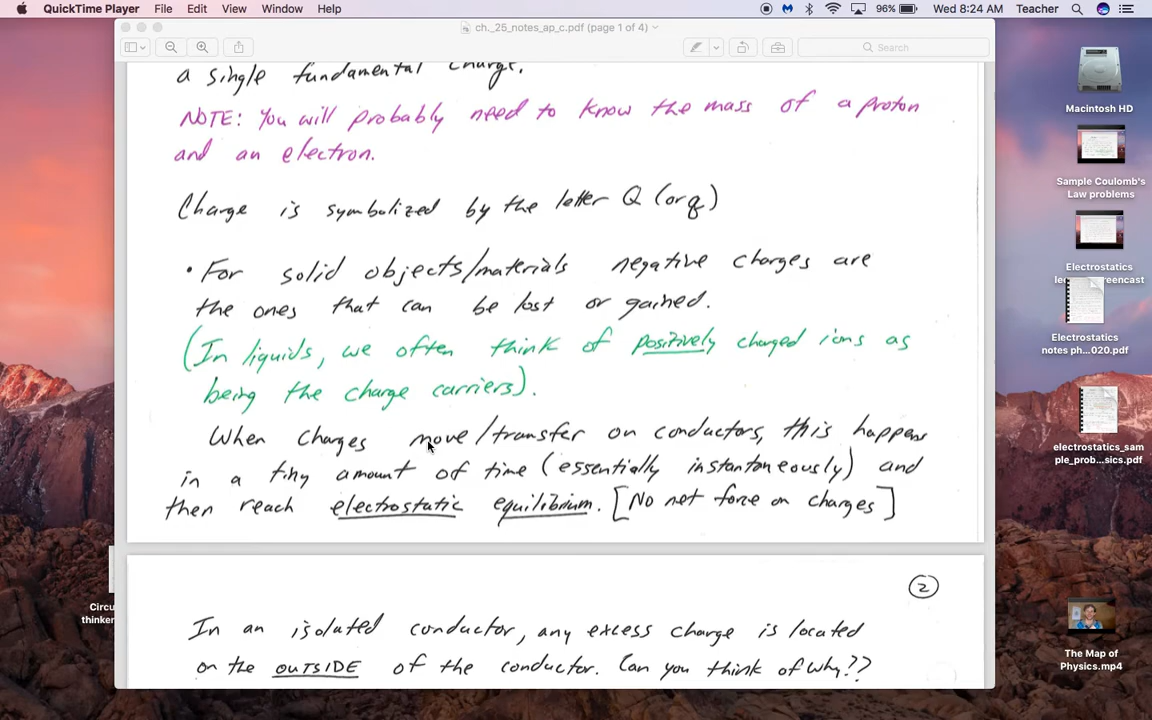 QuickTime Player File Edit View Window Help 96% Wed 8:24 AM Teacher
ch._25_notes_ap_c.pdf (page 1 of 4)
Search
a single fundamental charge.
NOTE: You will probably need to know the mass of a proton
and an electron.
Charge is symbolized by the letter Q (or q)
• For solid objects/materials negative charges are
the ones that can be lost or gained.
(In liquids, we often think of positively charged ions as
being the charge carriers).
When charges move/transfer on conductors, this happens
in a tiny amount of time (essentially instantaneously) and
then reach electrostatic equilibrium. [No net force on charges]
2
In an isolated conductor, any excess charge is located
on the OUTSIDE of the conductor. Can you think of why??
Macintosh HD
Sample Coulomb's
Law problems
Electrostatics
le reencast
Electrostatics
notes ph...020.pdf
electrostatics_sam
ple_prob...sics.pdf
Circu
thinker
The Map of
Physics.mp4